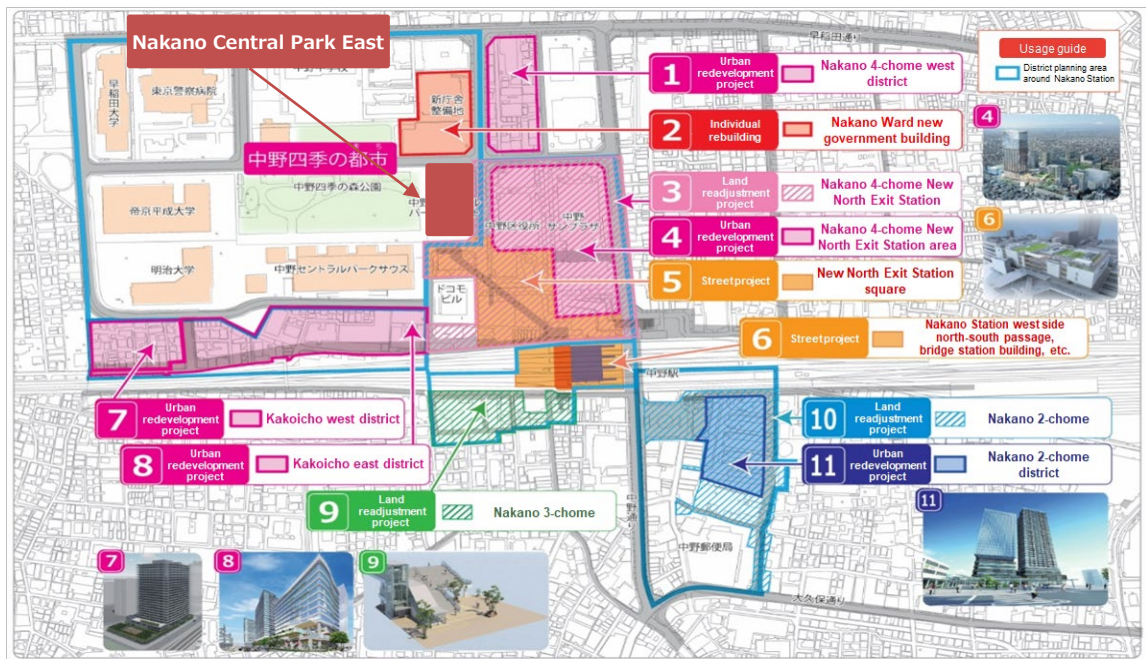 Nakano Central Park East
早稲田通り
Usage guide
District planning area
around Nakano Station
1
Urban
redevelopment
project
Nakano 4-chome west
district
早稲田大学
東京警察病院
新庁舎
整備地
2
Individual
rebuilding
Nakano Ward new
government building
4
中野四季の都市
中野四季の森公園
3
Land
readjustment
project
Nakano 4-chome New
North Exit Station
帝京平成大学
中野区役所
中野
サンプラザ
4
Urban
redevelopment
project
Nakano 4-chome New
North Exit Station area
6
明治大学
中野セントラルパークサウス
ドコモ
ビル
5
Street project
New North Exit Station
square
6
Street project
Nakano Station west side
north-south passage,
bridge station building, etc.
中野駅
7
Urban
redevelopment
project
Kakoicho west district
10
Land
readjustment
project
Nakano 2-chome
8
Urban
redevelopment
project
Kakoicho east district
11
Urban
redevelopment
project
Nakano 2-chome
district
9
Land
readjustment
project
Nakano 3-chome
中野通り
11
中野郵便局
7
8
9
大久保通り